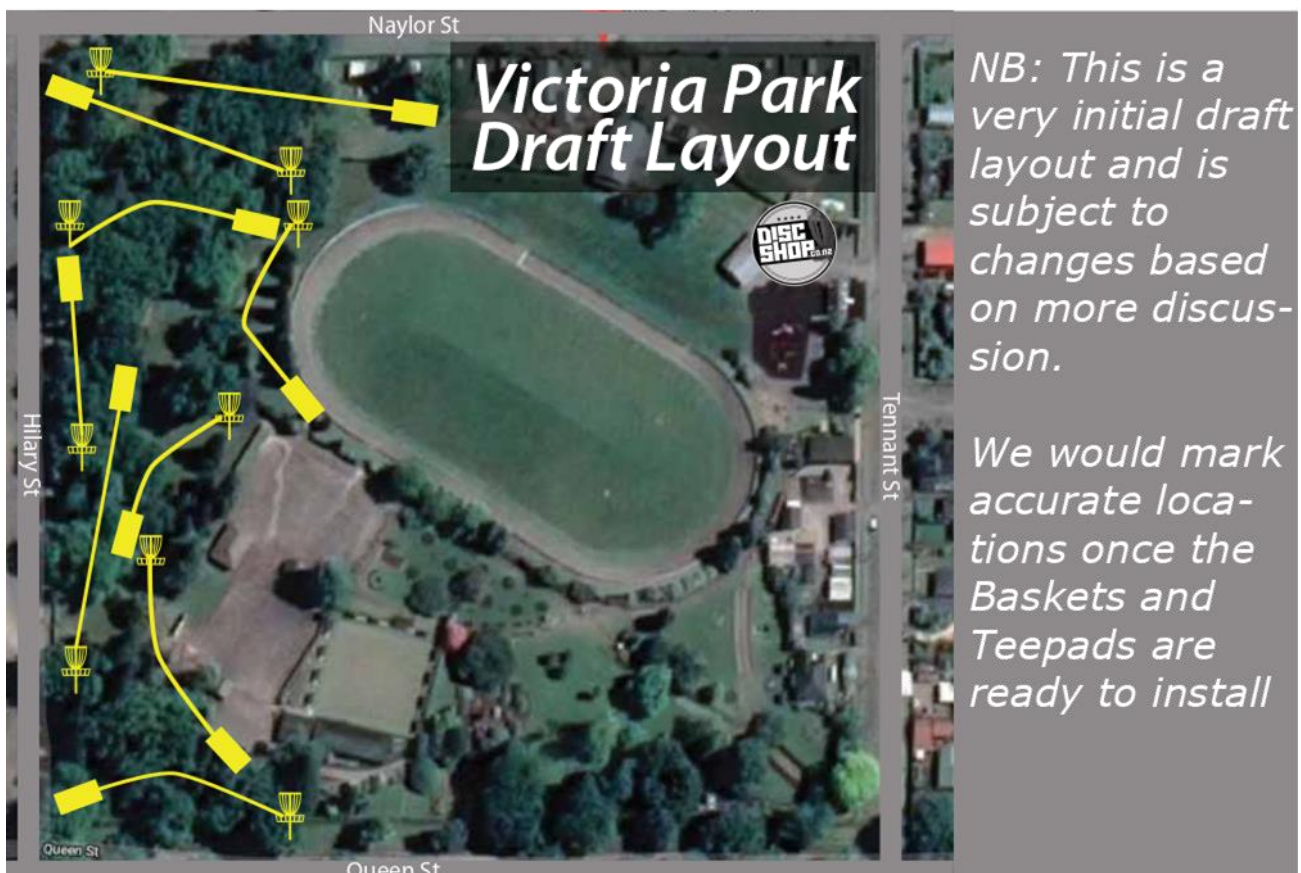 Naylor St
Victoria Park
Draft Layout
DISC
SHOP.co.nz
Hilary St
Tennant St
Queen St
Queen St
NB: This is a
very initial draft
layout and is
subject to
changes based
on more discus-
sion.
We would mark
accurate loca-
tions once the
Baskets and
Teepads are
ready to install